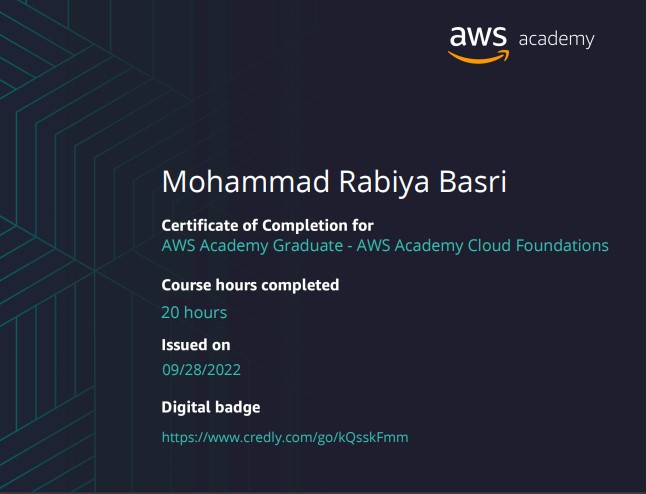 aws academy
Mohammad Rabiya Basri
Certificate of Completion for
AWS Academy Graduate - AWS Academy Cloud Foundations
Course hours completed
20 hours
Issued on
09/28/2022
Digital badge
https://www.credly.com/go/kQsskFmm